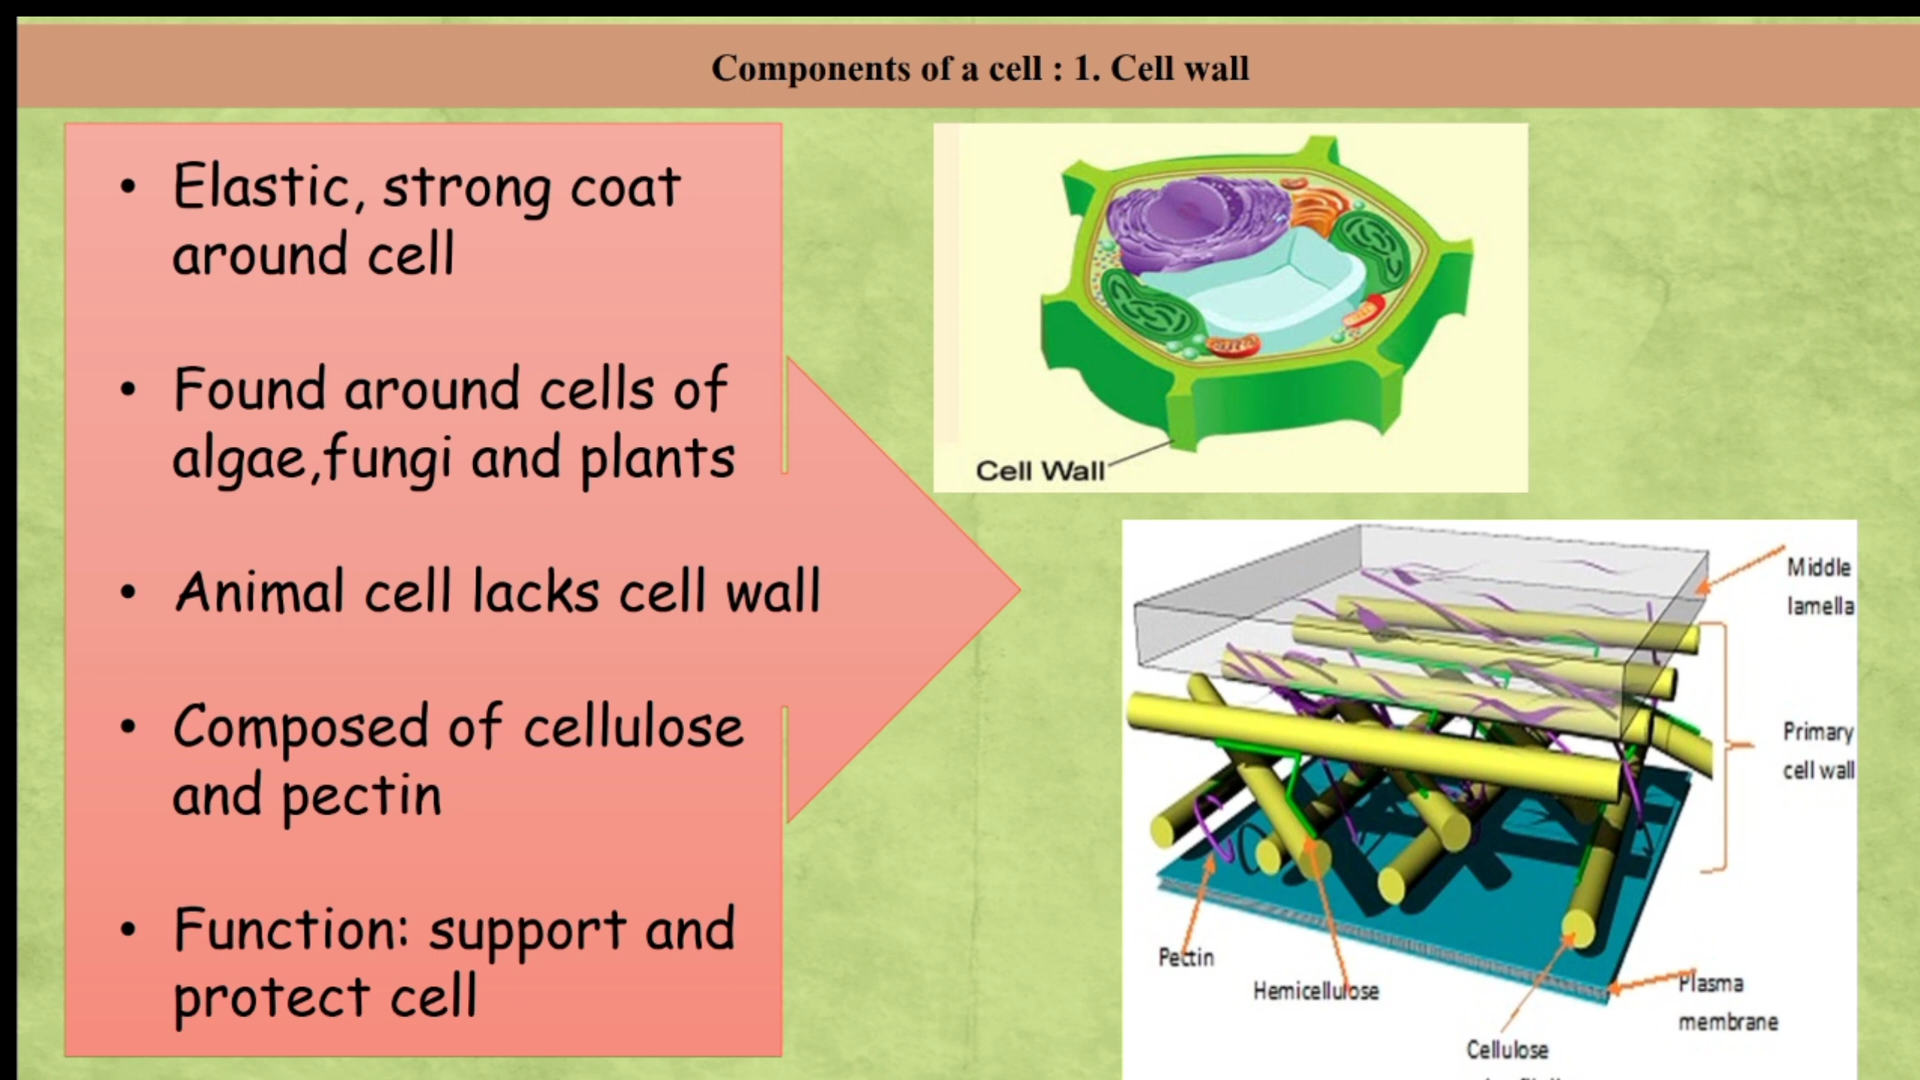 Components of a cell : 1. Cell wall
• Elastic, strong coat
around cell
• Found around cells of
algae,fungi and plants
• Animal cell lacks cell wall
• Composed of cellulose
and pectin
• Function: support and
protect cell
Cell Wall
Middle
lamella
Primary
cell wall
Pectin
Hemicellulose
Plasma
membrane
Cellulose